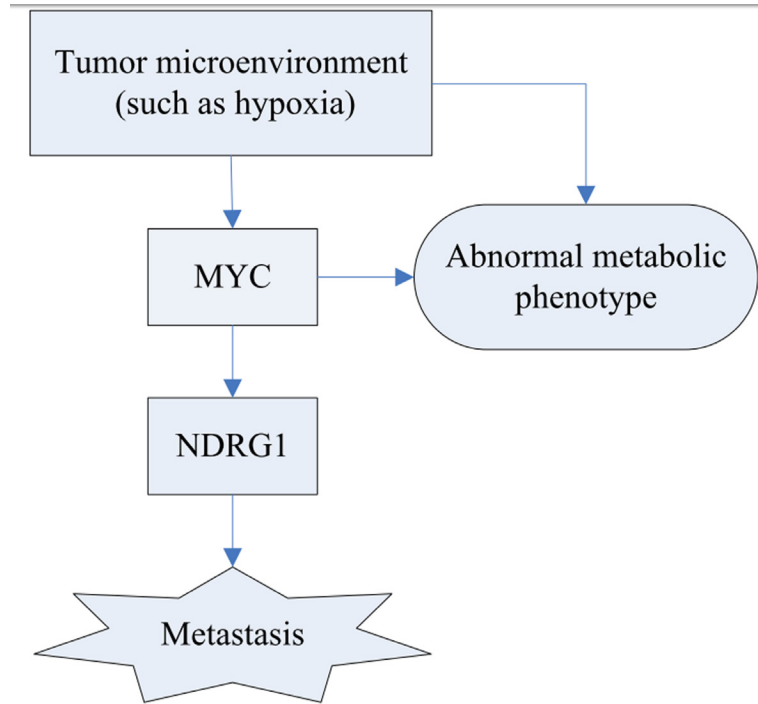 Tumor microenvironment
(such as hypoxia)
MYC
Abnormal metabolic
phenotype
NDRG1
Metastasis